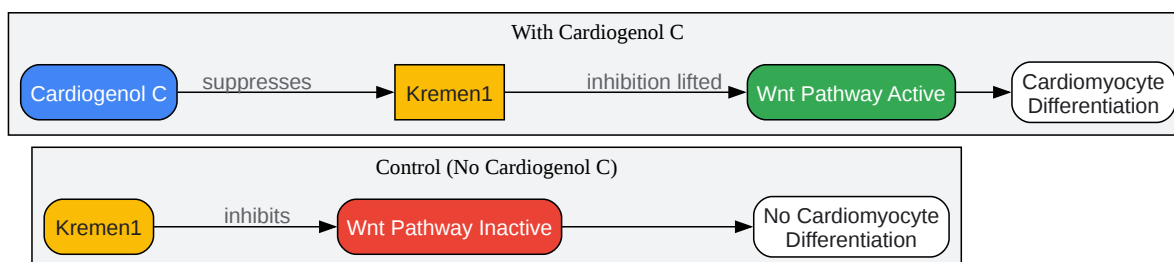 With Cardiogenol C
Cardiogenol C
suppresses
Kremen1
inhibition lifted
Wnt Pathway Active
Cardiomyocyte
Differentiation
Control (No Cardiogenol C)
Kremen1
inhibits
Wnt Pathway Inactive
No Cardiomyocyte
Differentiation